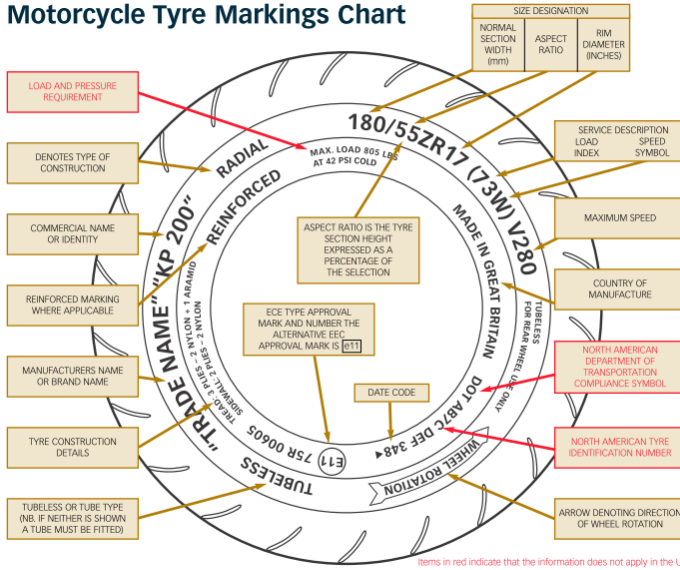 Motorcycle Tyre Markings Chart
SIZE DESIGNATION
NORMAL
SECTION
WIDTH
(mm)
ASPECT
RATIO
RIM
DIAMETER
(INCHES)
LOAD AND PRESSURE
REQUIREMENT
DENOTES TYPE OF
CONSTRUCTION
COMMERCIAL NAME
OR IDENTITY
REINFORCED MARKING
WHERE APPLICABLE
MANUFACTURERS NAME
OR BRAND NAME
TYRE CONSTRUCTION
DETAILS
TUBELESS OR TUBE TYPE
(NB. IF NEITHER IS SHOWN
A TUBE MUST BE FITTED)
SERVICE DESCRIPTION
LOAD SPEED
INDEX SYMBOL
MAXIMUM SPEED
COUNTRY OF
MANUFACTURE
NORTH AMERICAN
DEPARTMENT OF
TRANSPORTATION
COMPLIANCE SYMBOL
NORTH AMERICAN TYRE
IDENTIFICATION NUMBER
ARROW DENOTING DIRECTION
OF WHEEL ROTATION
180/55ZR17 (73W) V280
RADIAL
REINFORCED
MAX. LOAD 805 LBS
AT 42 PSI COLD
ASPECT RATIO IS THE TYRE
SECTION HEIGHT
EXPRESSED AS A
PERCENTAGE OF
THE SELECTION
ECE TYPE APPROVAL
MARK AND NUMBER THE
ALTERNATIVE EEC
APPROVAL MARK IS e11
DATE CODE
"TRADE NAME" "KP 200"
TREAD: 3 PLIES – 2 NYLON + 1 ARAMID
SIDEWALL: 2 PLIES – 2 NYLON
MADE IN GREAT BRITAIN
TUBELESS
FOR REAR WHEEL USE ONLY
DOT AB7C DEF 348◄
E11 75R 00605
TUBELESS
WHEEL ROTATION
Items in red indicate that the information does not apply in the U